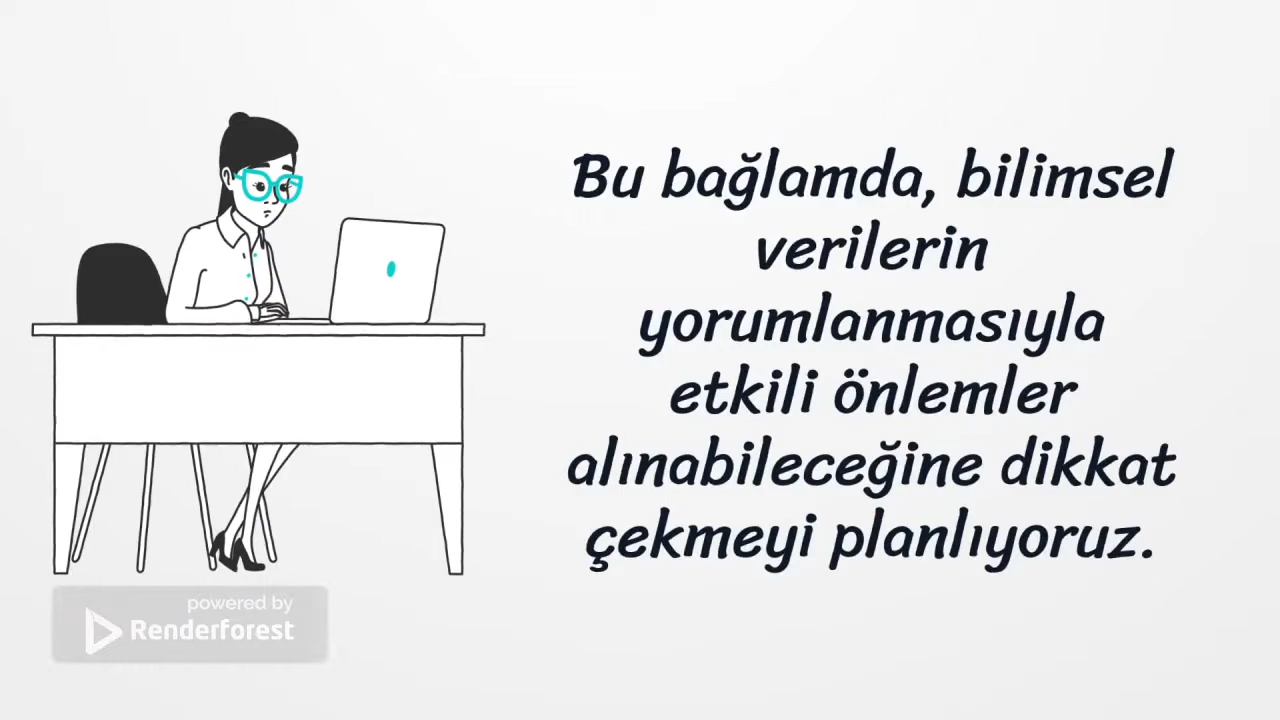 Bu bağlamda, bilimsel
verilerin
yorumlanmasıyla
etkili önlemler
alınabileceğine dikkat
çekmeyi planlıyoruz.
powered by
Renderforest